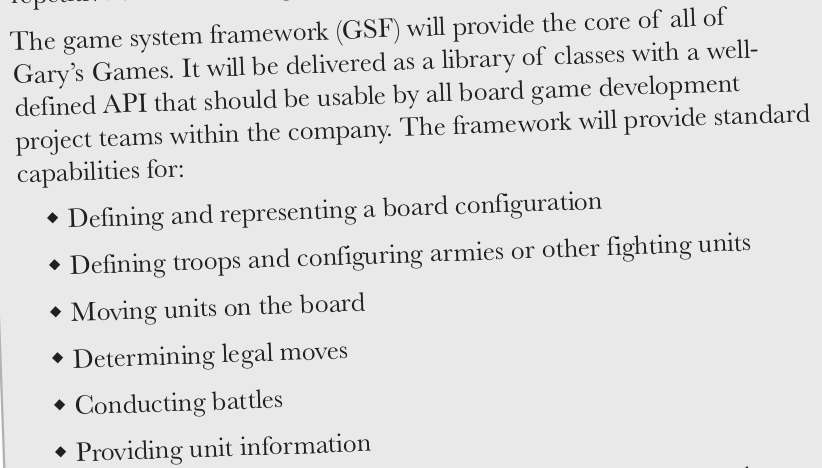 The game system framework (GSF) will provide the core of all of
Gary's Games. It will be delivered as a library of classes with a well-
defined API that should be usable by all board game development
project teams within the company. The framework will provide standard
capabilities for:
◆ Defining and representing a board configuration
◆ Defining troops and configuring armies or other fighting units
◆ Moving units on the board
◆ Determining legal moves
◆ Conducting battles
◆ Providing unit information